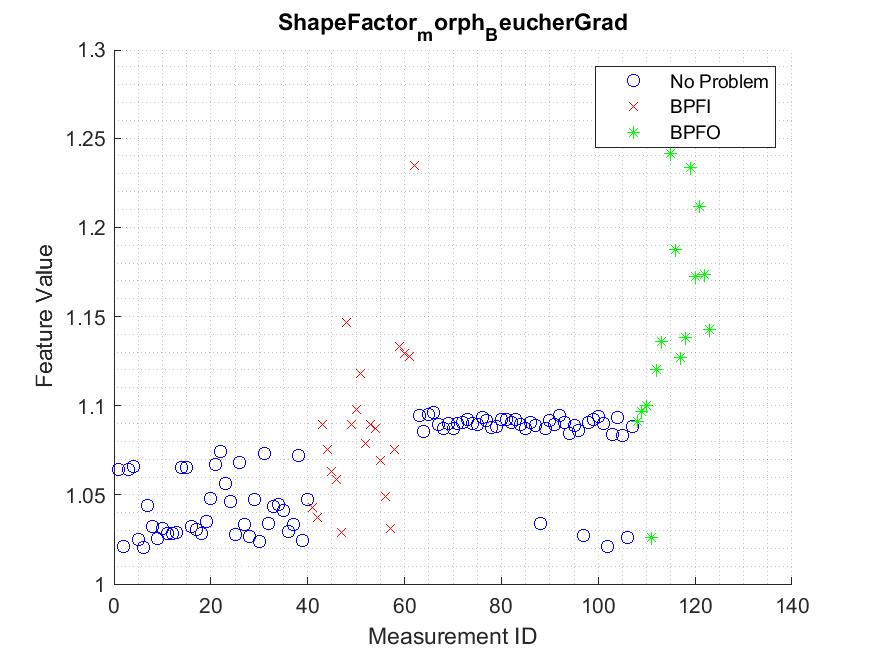 ShapeFactor_morph_BeucherGrad
No Problem
BPFI
BPFO
Feature Value
1.3
1.25
1.2
1.15
1.1
1.05
1
0 20 40 60 80 100 120 140
Measurement ID